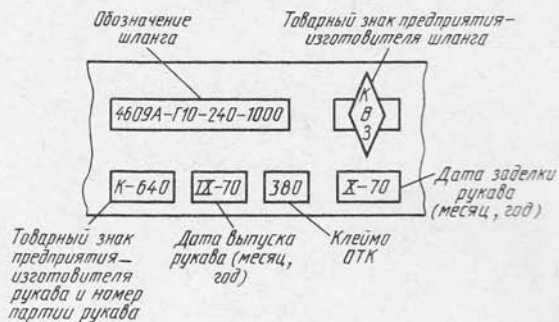 Обозначение
шланга
Товарный знак предприятия-
изготовителя шланга
4609А-Г10-240-1000
К
В
З
К-640
IX-70
380
X-70
Дата заделки
рукава
(месяц, год)
Товарный знак
предприятия-
изготовителя
рукава и номер
партии рукава
Дата выпуска
рукава (месяц,
год)
Клеймо
ОТК